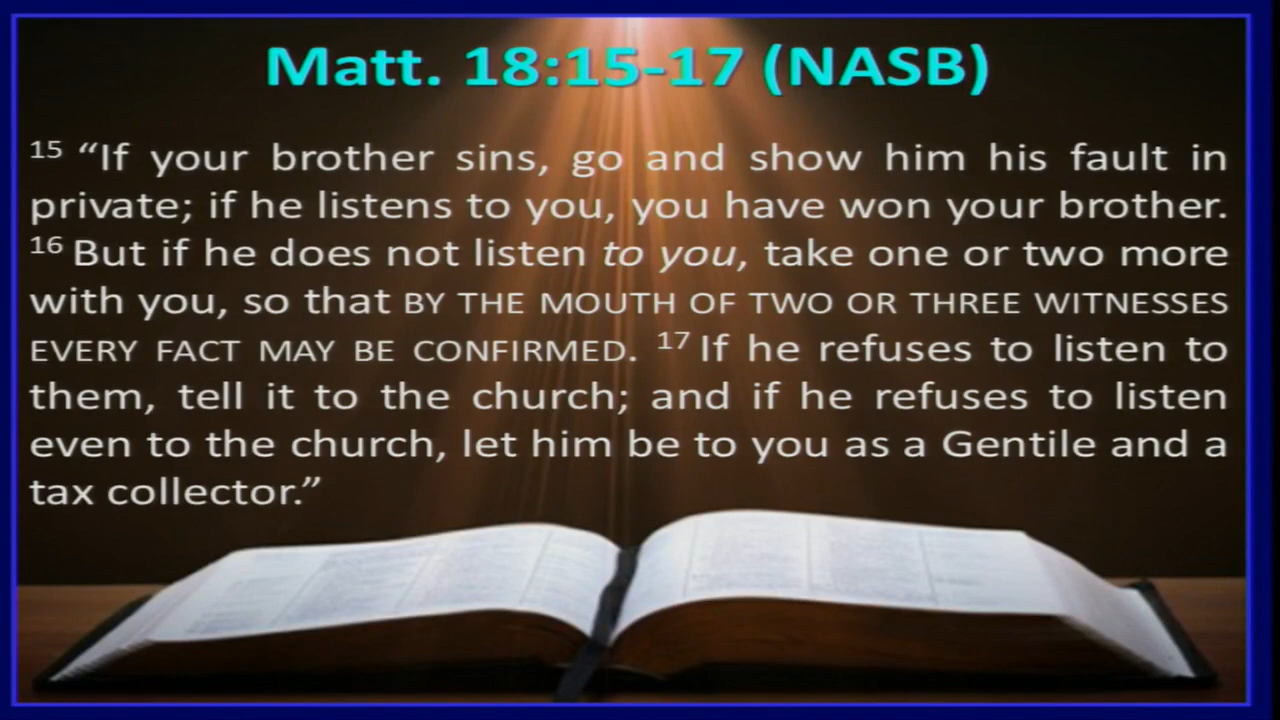 Matt. 18:15-17 (NASB)
15 “If your brother sins, go and show him his fault in
private; if he listens to you, you have won your brother.
16 But if he does not listen to you, take one or two more
with you, so that BY THE MOUTH OF TWO OR THREE WITNESSES
EVERY FACT MAY BE CONFIRMED. 17 If he refuses to listen to
them, tell it to the church; and if he refuses to listen
even to the church, let him be to you as a Gentile and a
tax collector.”